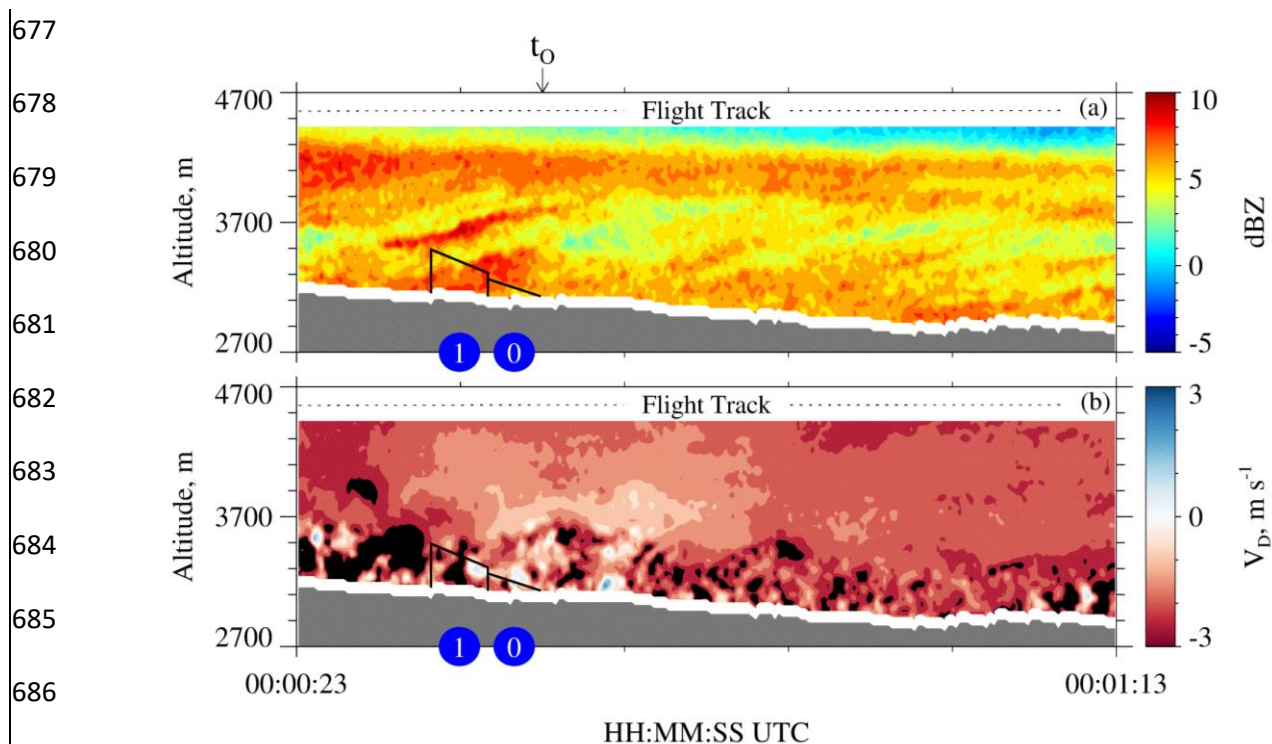 677
t_O
678
4700
Flight Track
(a)
10
679
Altitude, m
5
3700
dBZ
680
0
681
2700
-5
1
0
682
4700
Flight Track
(b)
3
683
Altitude, m
3700
0
V_D, m s⁻¹
684
685
2700
-3
1
0
686
00:00:23
00:01:13
HH:MM:SS UTC